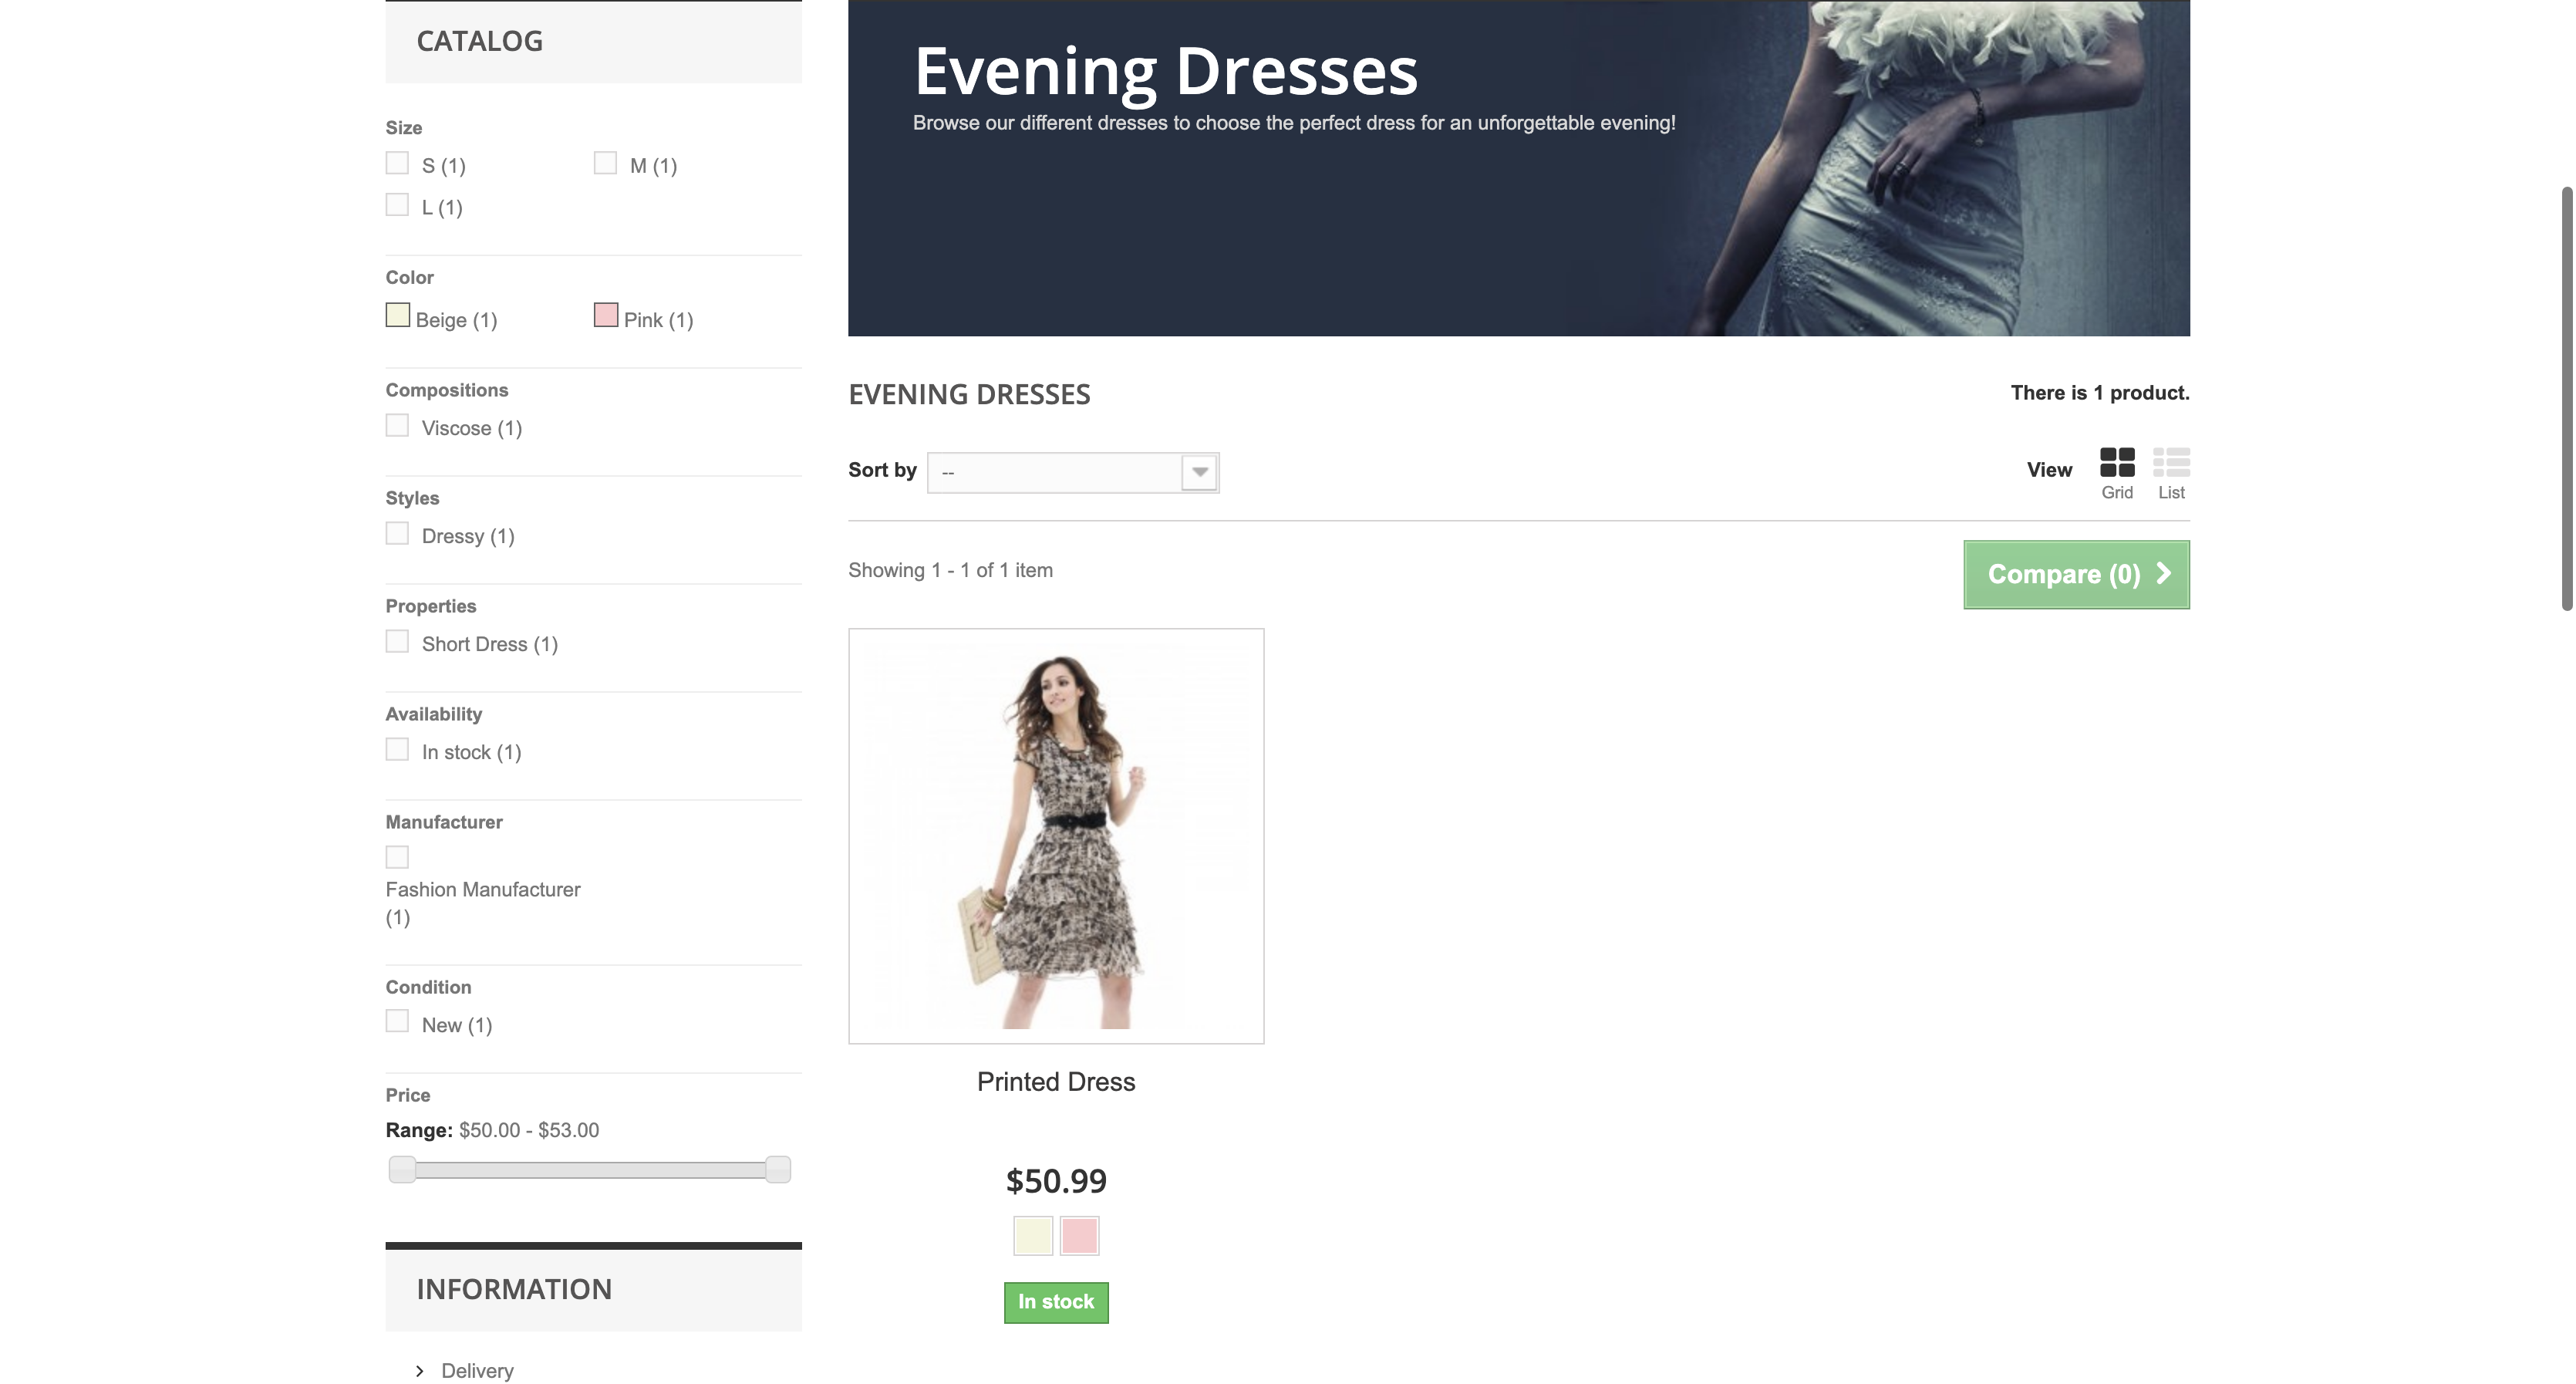 CATALOG
Size
S (1)
M (1)
L (1)
Color
Beige (1)
Pink (1)
Compositions
Viscose (1)
Styles
Dressy (1)
Properties
Short Dress (1)
Availability
In stock (1)
Manufacturer
Fashion Manufacturer
(1)
Condition
New (1)
Price
Range: $50.00 - $53.00
INFORMATION
Delivery
Evening Dresses
Browse our different dresses to choose the perfect dress for an unforgettable evening!
EVENING DRESSES
There is 1 product.
Sort by
--
View
Grid
List
Showing 1 - 1 of 1 item
Compare (0)
Printed Dress
$50.99
In stock